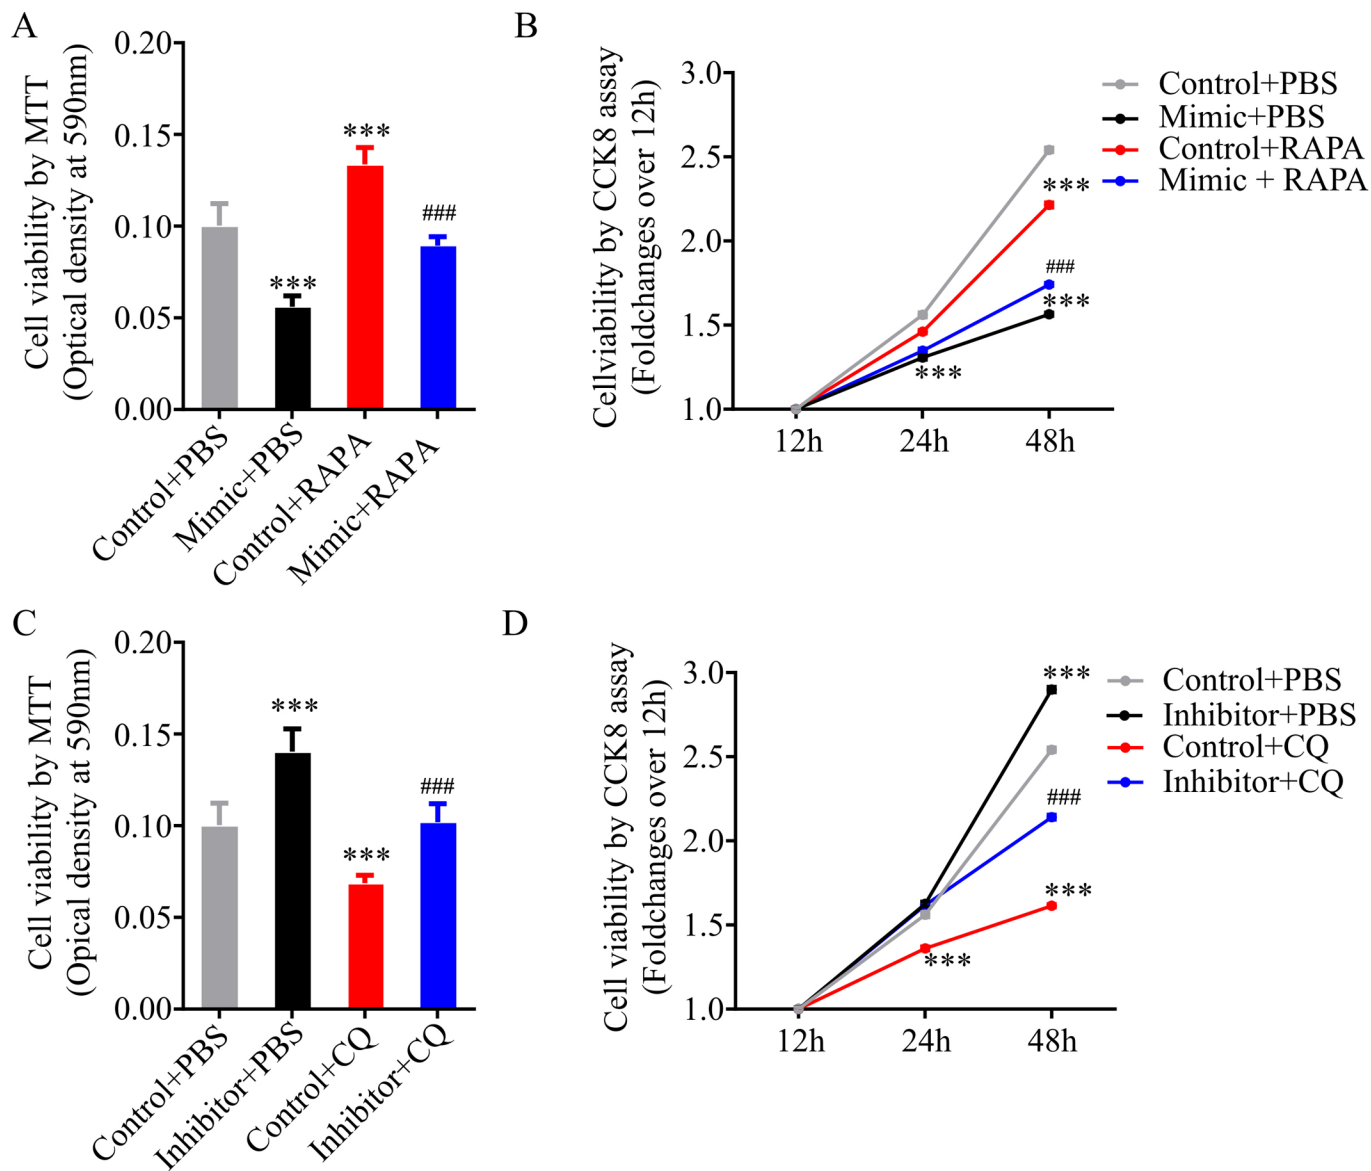 A
Cell viability by MTT
(Optical density at 590nm)
0.20
0.15
0.10
0.05
0.00
***
***
###
Control+PBS
Mimic+PBS
Control+RAPA
Mimic+RAPA
B
Cellviability by CCK8 assay
(Foldchanges over 12h)
3.0
2.5
2.0
1.5
1.0
***
###
***
***
12h
24h
48h
Control+PBS
Mimic+PBS
Control+RAPA
Mimic + RAPA
C
Cell viability by MTT
(Opical density at 590nm)
0.20
0.15
0.10
0.05
0.00
***
***
###
Control+PBS
Inhibitor+PBS
Control+CQ
Inhibitor+CQ
D
Cell viability by CCK8 assay
(Foldchanges over 12h)
3.0
2.5
2.0
1.5
1.0
***
###
***
***
12h
24h
48h
Control+PBS
Inhibitor+PBS
Control+CQ
Inhibitor+CQ